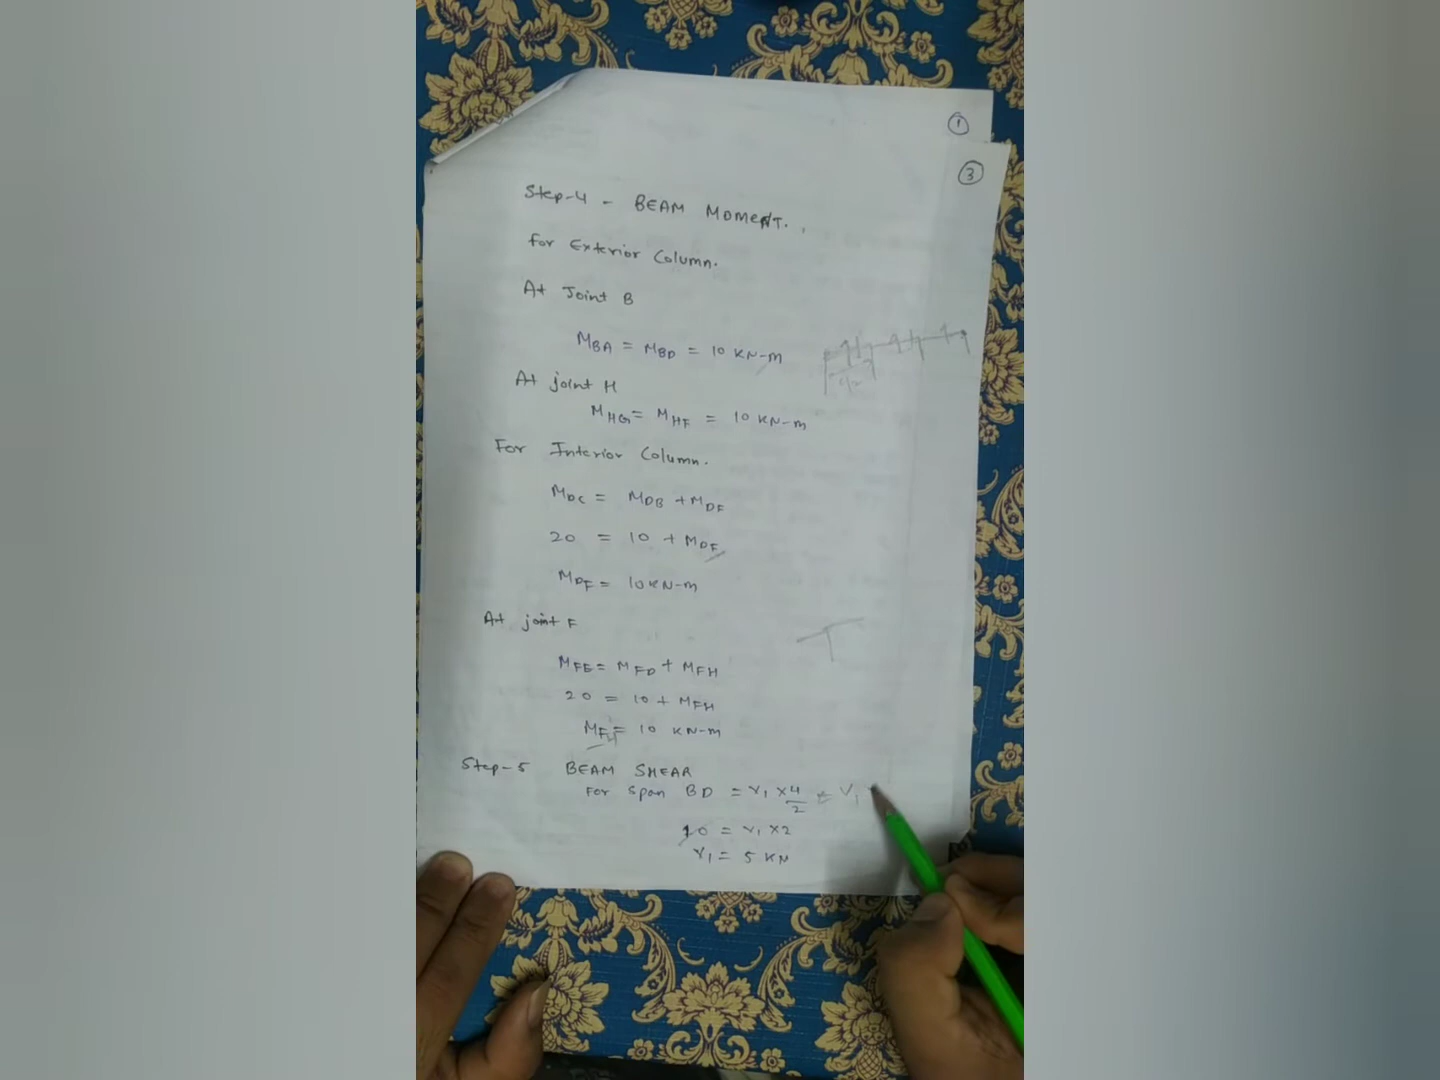 1
3
Step-4 - BEAM MOMENT.
For Exterior Column.
At Joint B
MBA = MBD = 10 KN-m
At joint H
MHG = MHF = 10 KN-m
For Interior Column.
MDC = MDB + MDF
20 = 10 + MDF
MDF = 10 KN-m
At joint F
MFE = MFD + MFH
20 = 10 + MFH
MFH = 10 KN-m
Step-5 BEAM SHEAR
For Span BD = V1 × 4/2 = V1
10 = V1 × 2
V1 = 5 KN